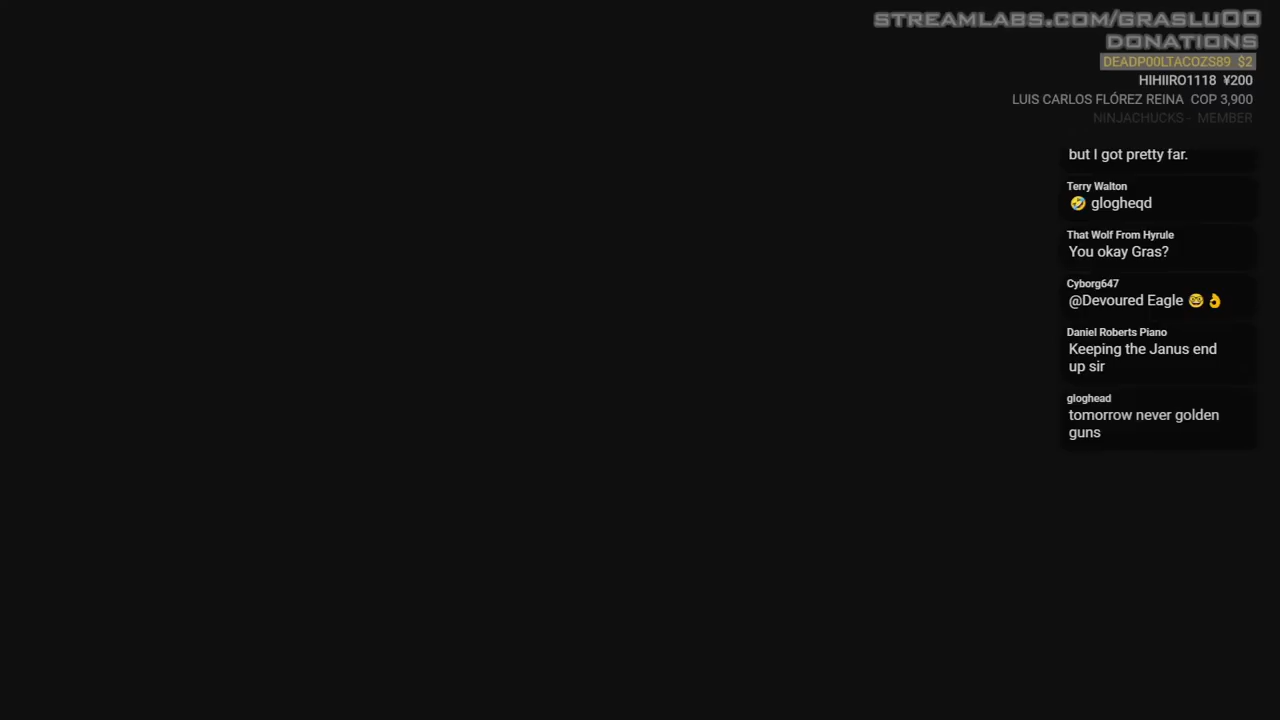 STREAMLABS.COM/GRASLU00
DONATIONS
DEADP00LTACOZS89 $2
HIHIIRO1118 ¥200
LUIS CARLOS FLÓREZ REINA COP 3,900
NINJACHUCKS - MEMBER
but I got pretty far.
Terry Walton
🤣 glogheqd
That Wolf From Hyrule
You okay Gras?
Cyborg647
@Devoured Eagle 🤓👌
Daniel Roberts Piano
Keeping the Janus end
up sir
gloghead
tomorrow never golden
guns